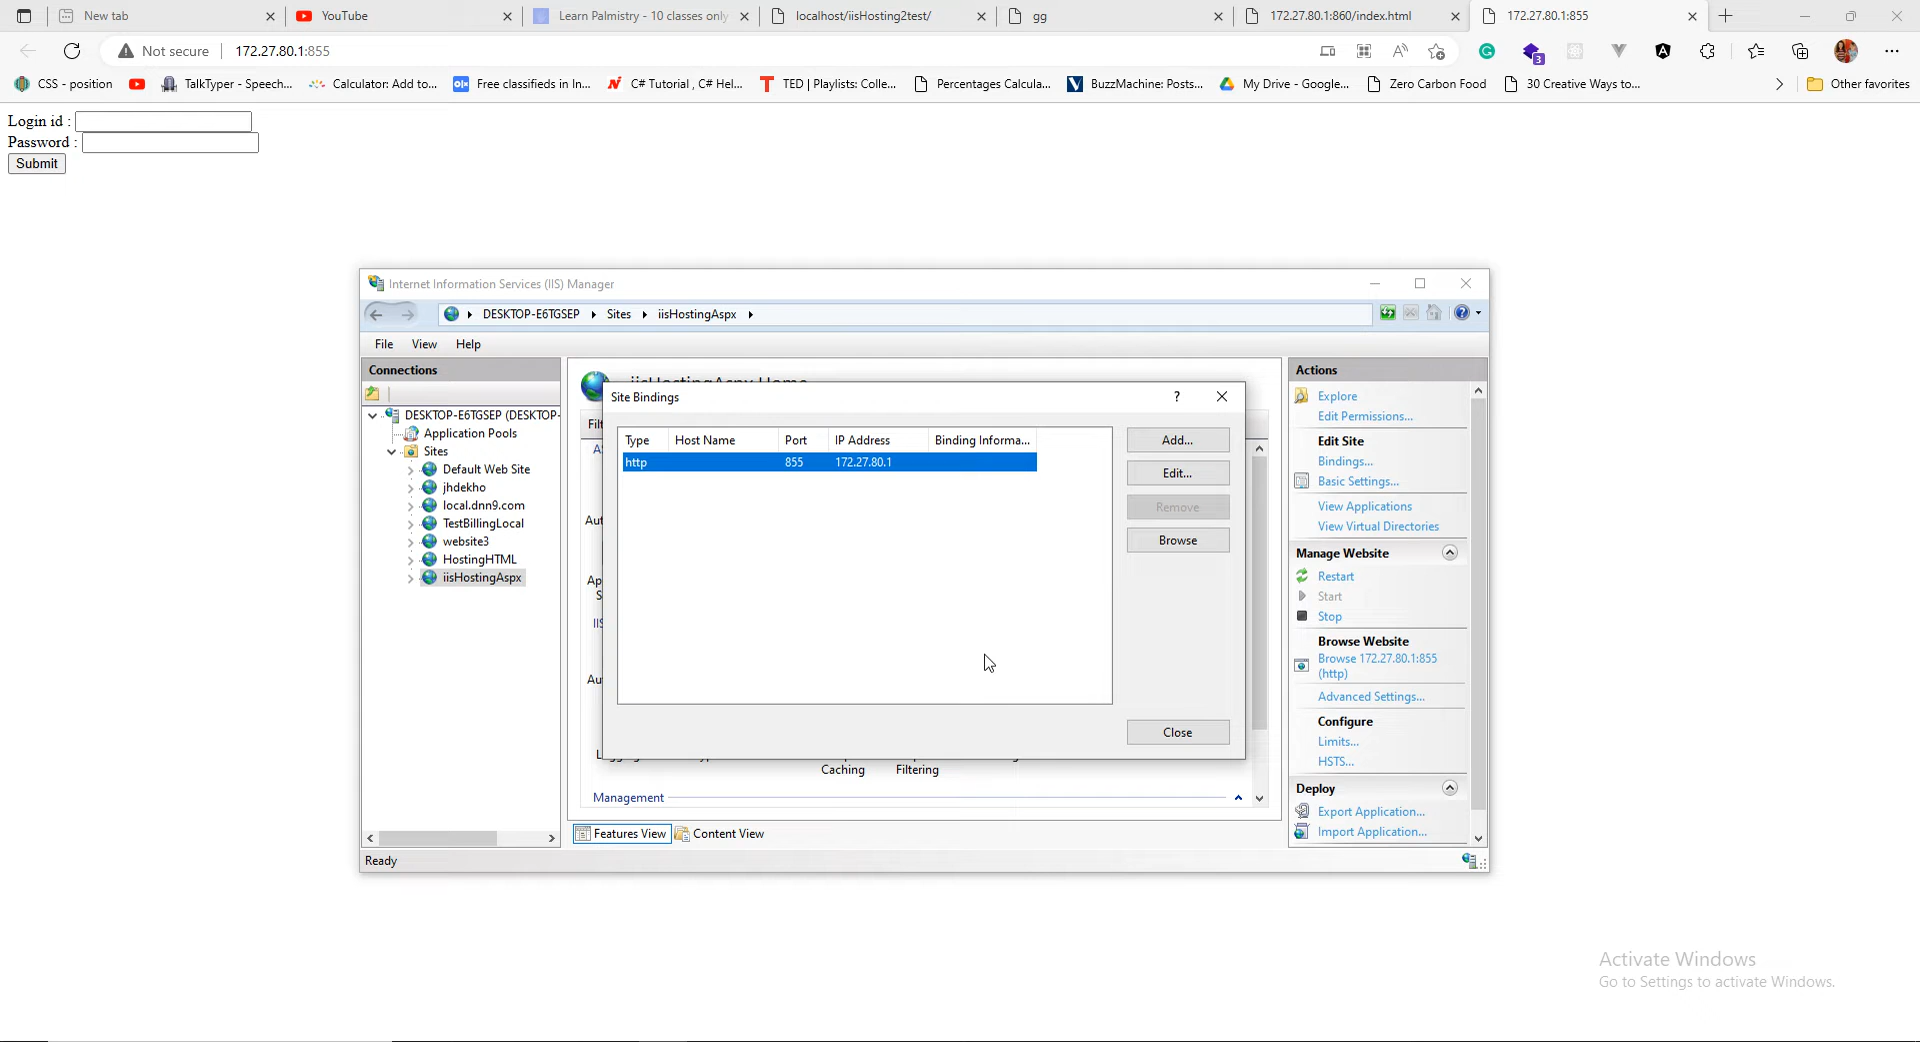 New tab
YouTube
Learn Palmistry - 10 classes only
localhost/iisHosting2test/
gg
172.27.80.1:860/index.html
172.27.80.1:855
Not secure
172.27.80.1:855
3
CSS - position
TalkTyper - Speech...
Calculator: Add to...
Free classifieds in In...
C# Tutorial , C# Hel...
TED | Playlists: Colle...
Percentages Calcula...
BuzzMachine: Posts...
My Drive - Google...
Zero Carbon Food
30 Creative Ways to...
Other favorites
Login id :
Password :
Submit
Internet Information Services (IIS) Manager
DESKTOP-E6TGSEP
Sites
iisHostingAspx
File
View
Help
Connections
DESKTOP-E6TGSEP (DESKTOP-
Application Pools
Sites
Default Web Site
jhdekho
local.dnn9.com
TestBillingLocal
website3
HostingHTML
iisHostingAspx
iisHostingAspx Home
Site Bindings
?
Type
Host Name
Port
IP Address
Binding Informa...
http
855
172.27.80.1
Add...
Edit...
Remove
Browse
Close
Caching
Filtering
Management
Features View
Content View
Ready
Actions
Explore
Edit Permissions...
Edit Site
Bindings...
Basic Settings...
View Applications
View Virtual Directories
Manage Website
Restart
Start
Stop
Browse Website
Browse 172.27.80.1:855
(http)
Advanced Settings...
Configure
Limits...
HSTS...
Deploy
Export Application...
Import Application...
Activate Windows
Go to Settings to activate Windows.